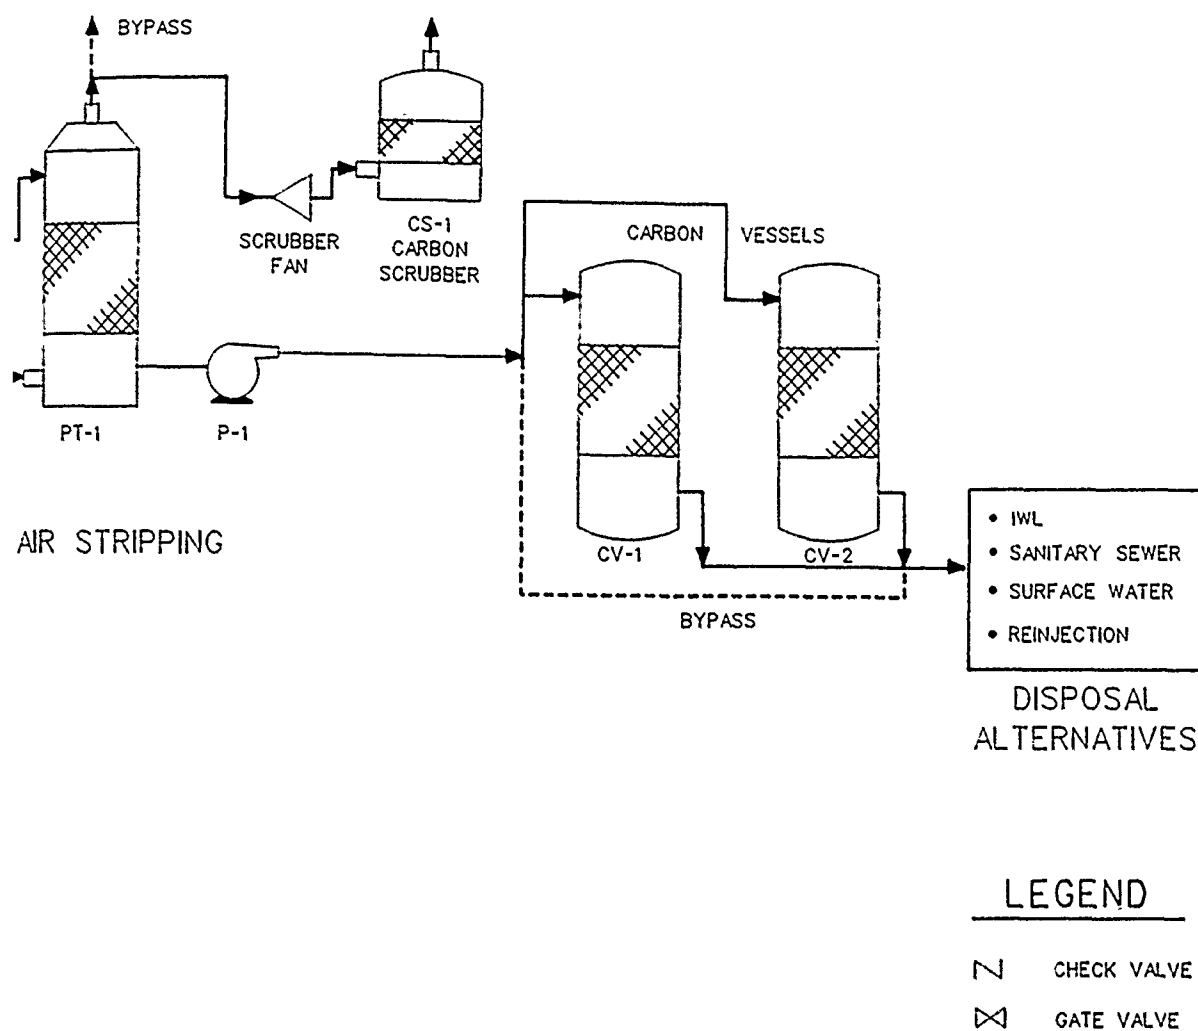 BYPASS
SCRUBBER
FAN
CS-1
CARBON
SCRUBBER
CARBON VESSELS
PT-1
P-1
AIR STRIPPING
CV-1
CV-2
BYPASS
• IWL
• SANITARY SEWER
• SURFACE WATER
• REINJECTION
DISPOSAL
ALTERNATIVES
LEGEND
CHECK VALVE
GATE VALVE